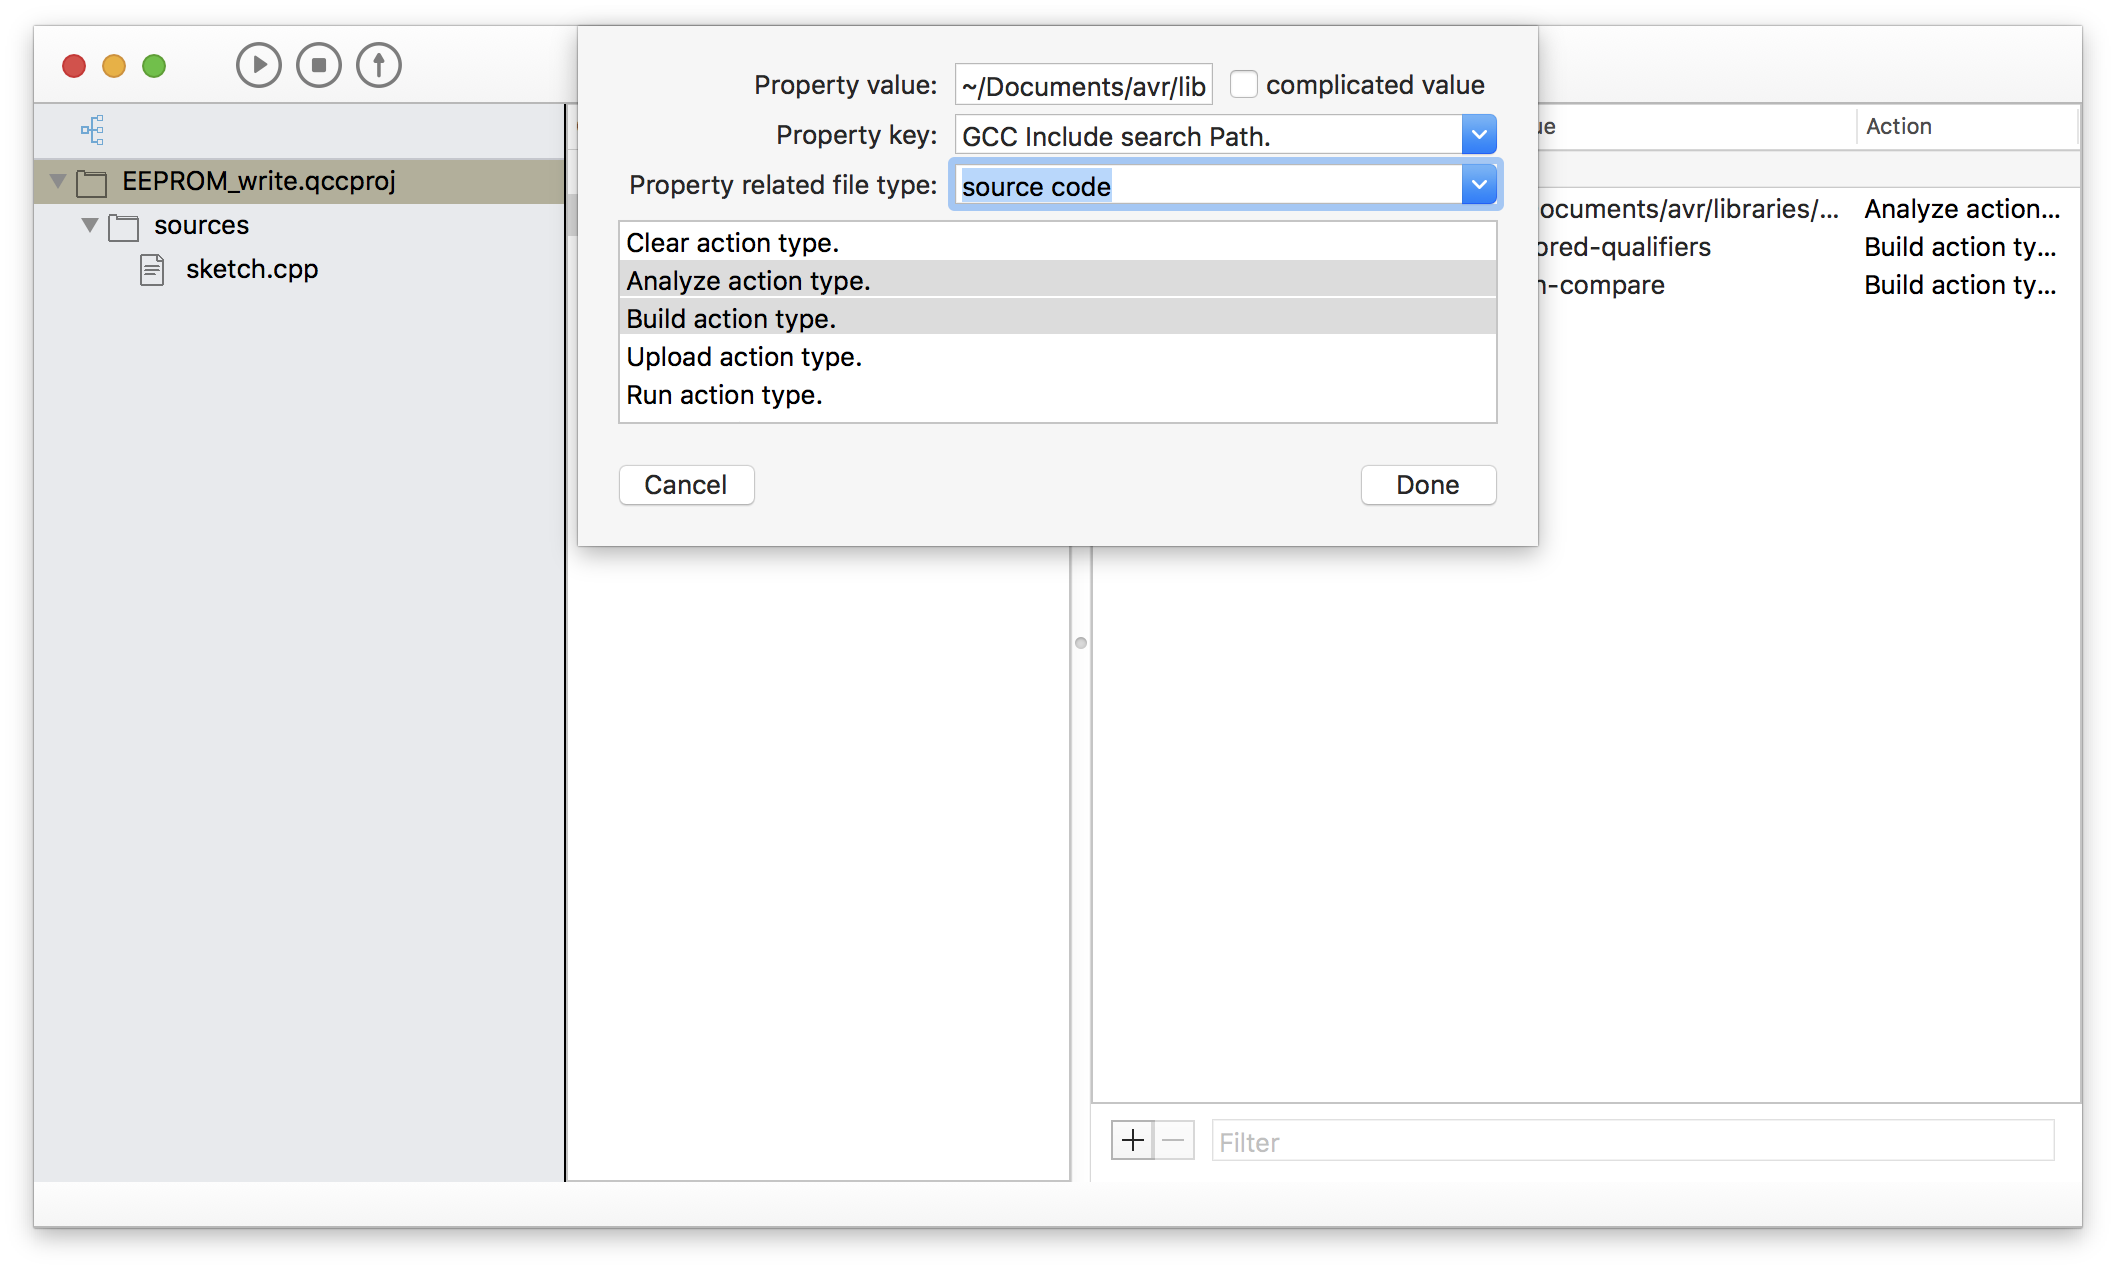 Property value: ~/Documents/avr/lib complicated value
Property key: GCC Include search Path.
Property related file type: source code
Clear action type.
Analyze action type.
Build action type.
Upload action type.
Run action type.
Cancel Done
EEPROM_write.qccproj
sources
sketch.cpp
ue Action
ocuments/avr/libraries/... Analyze action...
ored-qualifiers Build action ty...
n-compare Build action ty...
Filter